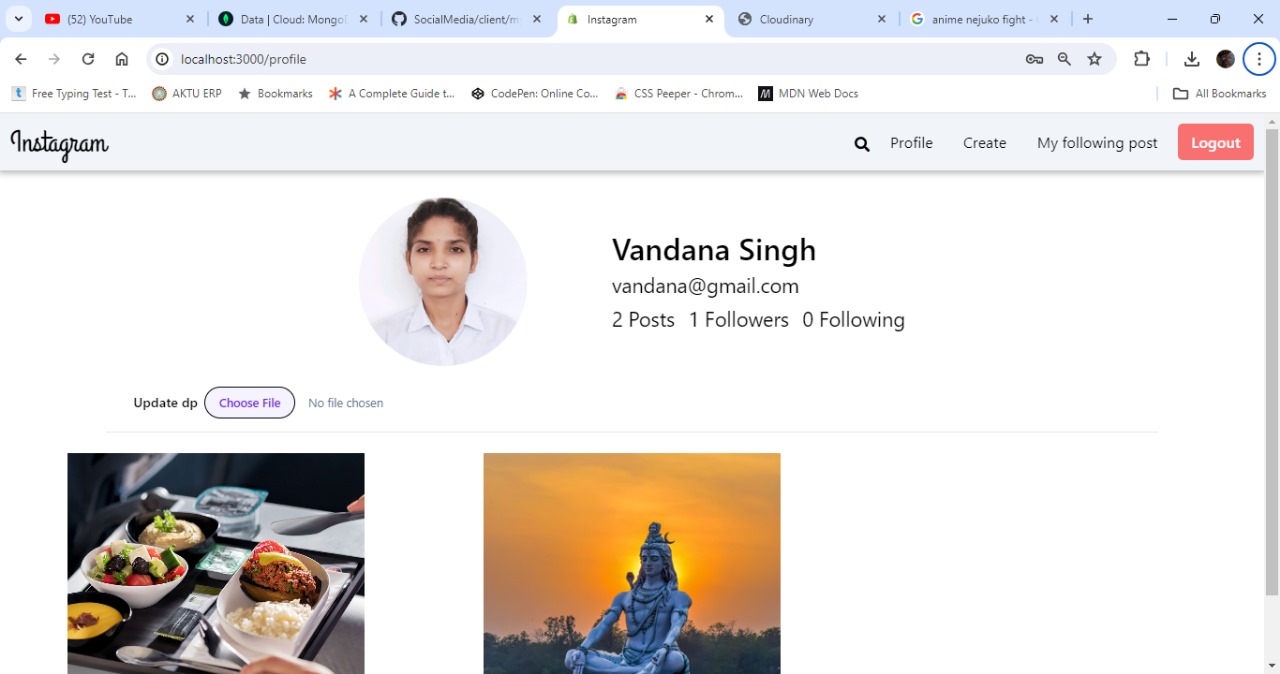 (52) YouTube
Data | Cloud: Mongo
SocialMedia/client/m
Instagram
Cloudinary
anime nejuko fight -
localhost:3000/profile
Free Typing Test - T...
AKTU ERP
Bookmarks
A Complete Guide t...
CodePen: Online Co...
CSS Peeper - Chrom...
MDN Web Docs
All Bookmarks
Instagram
Profile
Create
My following post
Logout
Vandana Singh
vandana@gmail.com
2 Posts 1 Followers 0 Following
Update dp Choose File No file chosen